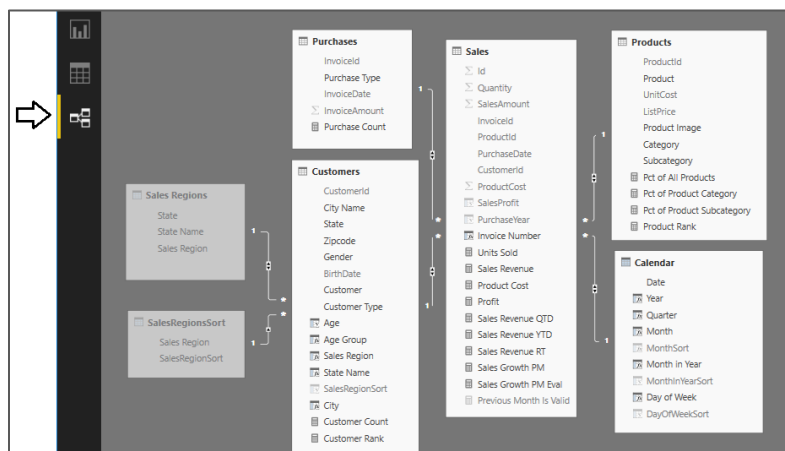 Purchases
InvoiceId
Purchase Type
InvoiceDate
InvoiceAmount
Purchase Count
1
*
Sales
Id
Quantity
SalesAmount
InvoiceId
ProductId
PurchaseDate
CustomerId
ProductCost
SalesProfit
PurchaseYear
Invoice Number
Units Sold
Sales Revenue
Product Cost
Profit
Sales Revenue QTD
Sales Revenue YTD
Sales Revenue RT
Sales Growth PM
Sales Growth PM Eval
Previous Month Is Valid
Products
ProductId
Product
UnitCost
ListPrice
Product Image
Category
Subcategory
Pct of All Products
Pct of Product Category
Pct of Product Subcategory
Product Rank
1
*
Customers
CustomerId
City Name
State
Zipcode
Gender
BirthDate
Customer
Customer Type
Age
Age Group
Sales Region
State Name
SalesRegionSort
City
Customer Count
Customer Rank
*
1
Sales Regions
State
State Name
Sales Region
1
*
SalesRegionsSort
Sales Region
SalesRegionSort
*
1
Calendar
Date
Year
Quarter
Month
MonthSort
Month in Year
MonthInYearSort
Day of Week
DayOfWeekSort
*
1